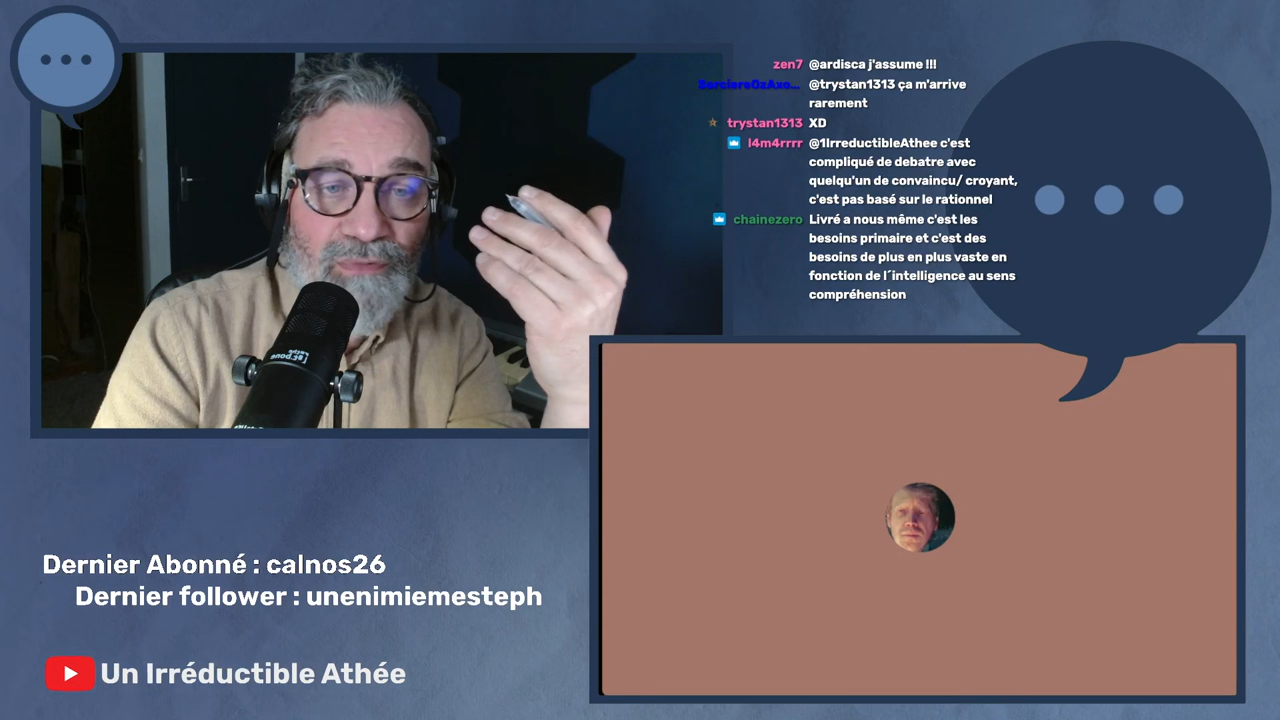 zen7 @ardisca j'assume !!!
@trystan1313 ça m'arrive
rarement
trystan1313 XD
l4m4rrrr @1IrreductibleAthee c'est
compliqué de debatre avec
quelqu'un de convaincu/ croyant,
c'est pas basé sur le rationnel
chainezero Livré a nous même c'est les
besoins primaire et c'est des
besoins de plus en plus vaste en
fonction de l´intelligence au sens
compréhension
Dernier Abonné : calnos26
Dernier follower : unenimiemesteph
Un Irréductible Athée